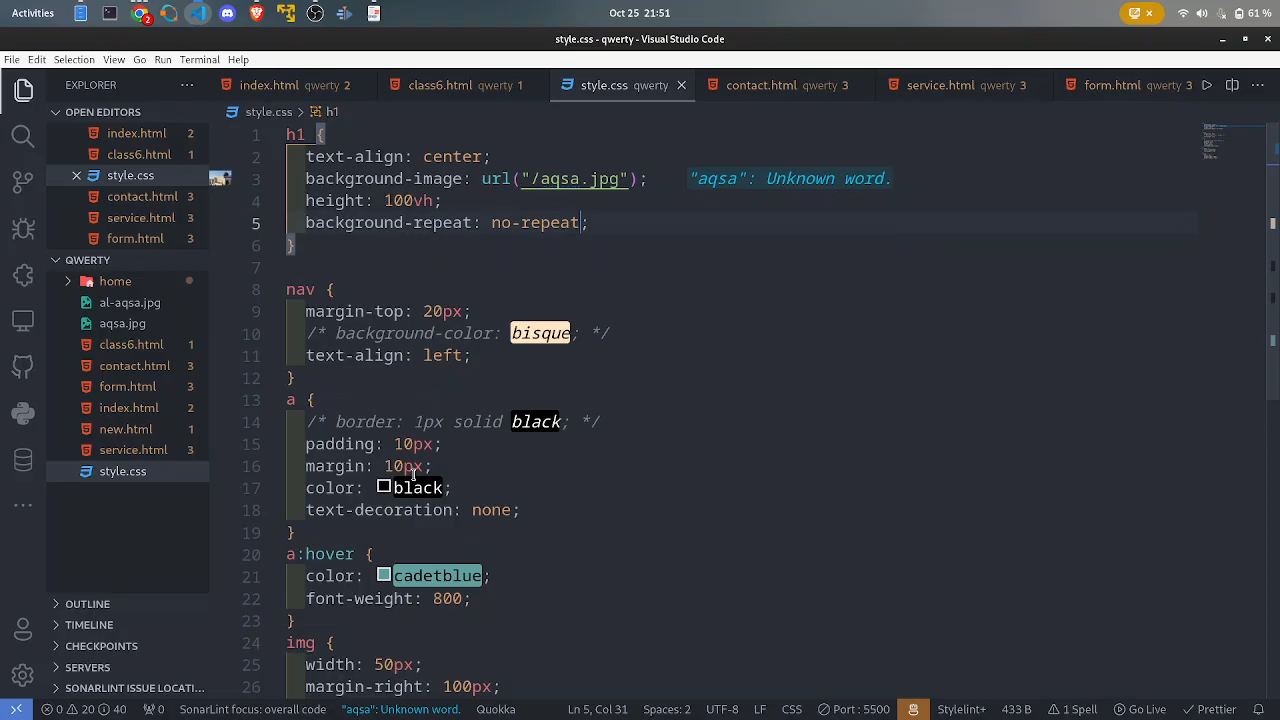 Activities
2
Oct 25 21:51
61 %
style.css - qwerty - Visual Studio Code
File Edit Selection View Go Run Terminal Help
EXPLORER
index.html qwerty 2
class6.html qwerty 1
style.css qwerty
contact.html qwerty 3
service.html qwerty 3
form.html qwerty 3
OPEN EDITORS
index.html 2
class6.html 1
style.css
contact.html 3
service.html 3
form.html 3
QWERTY
home
al-aqsa.jpg
aqsa.jpg
class6.html 1
contact.html 3
form.html 3
index.html 2
new.html 1
service.html 3
style.css
OUTLINE
TIMELINE
CHECKPOINTS
SERVERS
SONARLINT ISSUE LOCATI...
style.css > h1
1 h1 {
2 text-align: center;
3 background-image: url("/aqsa.jpg"); "aqsa": Unknown word.
4 height: 100vh;
5 background-repeat: no-repeat;
6 }
7
8 nav {
9 margin-top: 20px;
10 /* background-color: bisque; */
11 text-align: left;
12 }
13 a {
14 /* border: 1px solid black; */
15 padding: 10px;
16 margin: 10px;
17 color: black;
18 text-decoration: none;
19 }
20 a:hover {
21 color: cadetblue;
22 font-weight: 800;
23 }
24 img {
25 width: 50px;
26 margin-right: 100px;
0 20 40 0 SonarLint focus: overall code "aqsa": Unknown word. Quokka Ln 5, Col 31 Spaces: 2 UTF-8 LF CSS Port : 5500 Stylelint+ 433 B 1 Spell Go Live Prettier